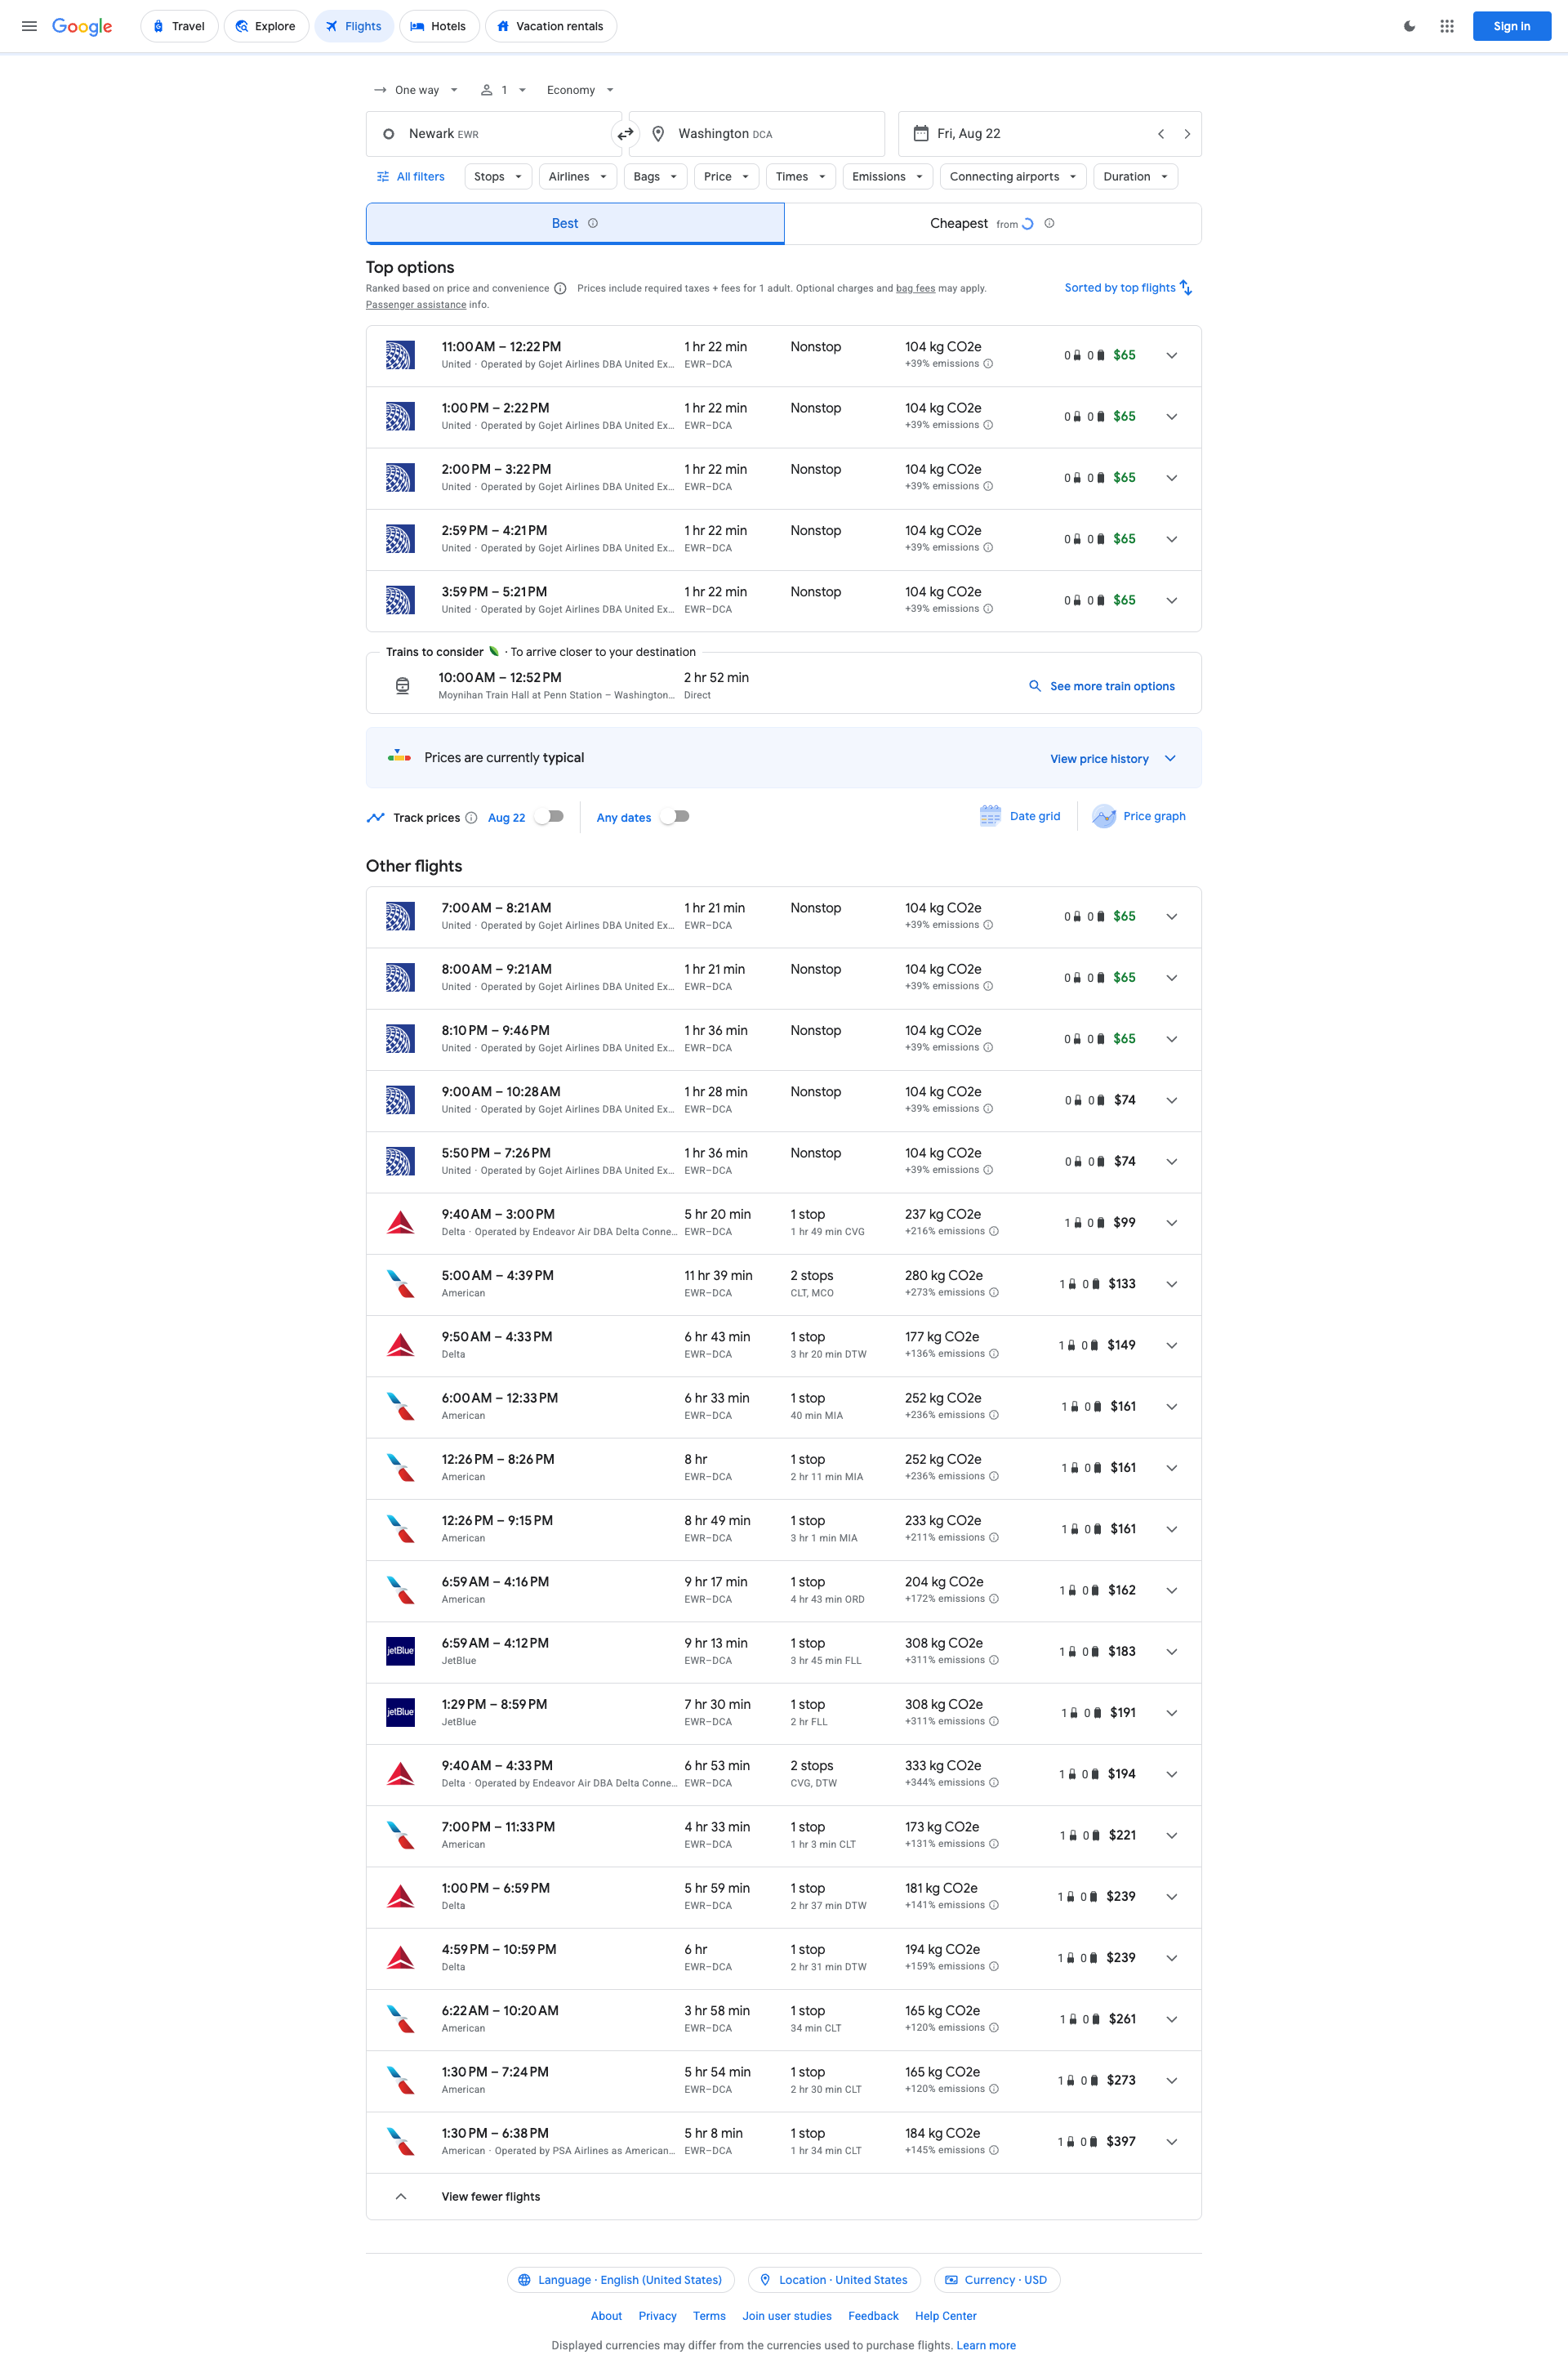 Google Travel Explore Flights Hotels Vacation rentals Sign in
One way 1 Economy
Newark EWR Washington DCA Fri, Aug 22
All filters Stops Airlines Bags Price Times Emissions Connecting airports Duration
Best Cheapest from
Top options
Ranked based on price and convenience Prices include required taxes + fees for 1 adult. Optional charges and bag fees may apply.
Passenger assistance info.
Sorted by top flights
11:00 AM – 12:22 PM 1 hr 22 min Nonstop 104 kg CO2e 0 0 $65
United · Operated by Gojet Airlines DBA United Ex... EWR–DCA +39% emissions
1:00 PM – 2:22 PM 1 hr 22 min Nonstop 104 kg CO2e 0 0 $65
United · Operated by Gojet Airlines DBA United Ex... EWR–DCA +39% emissions
2:00 PM – 3:22 PM 1 hr 22 min Nonstop 104 kg CO2e 0 0 $65
United · Operated by Gojet Airlines DBA United Ex... EWR–DCA +39% emissions
2:59 PM – 4:21 PM 1 hr 22 min Nonstop 104 kg CO2e 0 0 $65
United · Operated by Gojet Airlines DBA United Ex... EWR–DCA +39% emissions
3:59 PM – 5:21 PM 1 hr 22 min Nonstop 104 kg CO2e 0 0 $65
United · Operated by Gojet Airlines DBA United Ex... EWR–DCA +39% emissions
Trains to consider · To arrive closer to your destination
10:00 AM – 12:52 PM 2 hr 52 min See more train options
Moynihan Train Hall at Penn Station – Washington... Direct
Prices are currently typical View price history
Track prices Aug 22 Any dates Date grid Price graph
Other flights
7:00 AM – 8:21 AM 1 hr 21 min Nonstop 104 kg CO2e 0 0 $65
United · Operated by Gojet Airlines DBA United Ex... EWR–DCA +39% emissions
8:00 AM – 9:21 AM 1 hr 21 min Nonstop 104 kg CO2e 0 0 $65
United · Operated by Gojet Airlines DBA United Ex... EWR–DCA +39% emissions
8:10 PM – 9:46 PM 1 hr 36 min Nonstop 104 kg CO2e 0 0 $65
United · Operated by Gojet Airlines DBA United Ex... EWR–DCA +39% emissions
9:00 AM – 10:28 AM 1 hr 28 min Nonstop 104 kg CO2e 0 0 $74
United · Operated by Gojet Airlines DBA United Ex... EWR–DCA +39% emissions
5:50 PM – 7:26 PM 1 hr 36 min Nonstop 104 kg CO2e 0 0 $74
United · Operated by Gojet Airlines DBA United Ex... EWR–DCA +39% emissions
9:40 AM – 3:00 PM 5 hr 20 min 1 stop 237 kg CO2e 1 0 $99
Delta · Operated by Endeavor Air DBA Delta Conne... EWR–DCA 1 hr 49 min CVG +216% emissions
5:00 AM – 4:39 PM 11 hr 39 min 2 stops 280 kg CO2e 1 0 $133
American EWR–DCA CLT, MCO +273% emissions
9:50 AM – 4:33 PM 6 hr 43 min 1 stop 177 kg CO2e 1 0 $149
Delta EWR–DCA 3 hr 20 min DTW +136% emissions
6:00 AM – 12:33 PM 6 hr 33 min 1 stop 252 kg CO2e 1 0 $161
American EWR–DCA 40 min MIA +236% emissions
12:26 PM – 8:26 PM 8 hr 1 stop 252 kg CO2e 1 0 $161
American EWR–DCA 2 hr 11 min MIA +236% emissions
12:26 PM – 9:15 PM 8 hr 49 min 1 stop 233 kg CO2e 1 0 $161
American EWR–DCA 3 hr 1 min MIA +211% emissions
6:59 AM – 4:16 PM 9 hr 17 min 1 stop 204 kg CO2e 1 0 $162
American EWR–DCA 4 hr 43 min ORD +172% emissions
jetBlue 6:59 AM – 4:12 PM 9 hr 13 min 1 stop 308 kg CO2e 1 0 $183
JetBlue EWR–DCA 3 hr 45 min FLL +311% emissions
jetBlue 1:29 PM – 8:59 PM 7 hr 30 min 1 stop 308 kg CO2e 1 0 $191
JetBlue EWR–DCA 2 hr FLL +311% emissions
9:40 AM – 4:33 PM 6 hr 53 min 2 stops 333 kg CO2e 1 0 $194
Delta · Operated by Endeavor Air DBA Delta Conne... EWR–DCA CVG, DTW +344% emissions
7:00 PM – 11:33 PM 4 hr 33 min 1 stop 173 kg CO2e 1 0 $221
American EWR–DCA 1 hr 3 min CLT +131% emissions
1:00 PM – 6:59 PM 5 hr 59 min 1 stop 181 kg CO2e 1 0 $239
Delta EWR–DCA 2 hr 37 min DTW +141% emissions
4:59 PM – 10:59 PM 6 hr 1 stop 194 kg CO2e 1 0 $239
Delta EWR–DCA 2 hr 31 min DTW +159% emissions
6:22 AM – 10:20 AM 3 hr 58 min 1 stop 165 kg CO2e 1 0 $261
American EWR–DCA 34 min CLT +120% emissions
1:30 PM – 7:24 PM 5 hr 54 min 1 stop 165 kg CO2e 1 0 $273
American EWR–DCA 2 hr 30 min CLT +120% emissions
1:30 PM – 6:38 PM 5 hr 8 min 1 stop 184 kg CO2e 1 0 $397
American · Operated by PSA Airlines as American... EWR–DCA 1 hr 34 min CLT +145% emissions
View fewer flights
Language · English (United States) Location · United States Currency · USD
About Privacy Terms Join user studies Feedback Help Center
Displayed currencies may differ from the currencies used to purchase flights. Learn more